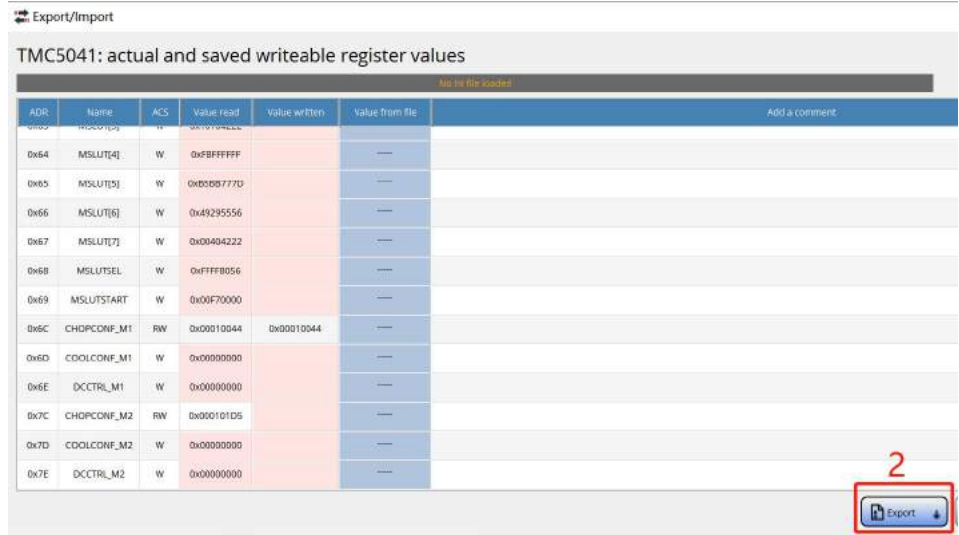 Export/Import
TMC5041: actual and saved writeable register values
No txt file loaded
ADR Name ACS Value read Value written Value from file Add a comment
0x64 MSLUT[4] W 0xFBFFFFFF ----
0x65 MSLUT[5] W 0xB5BB777D ----
0x66 MSLUT[6] W 0x49295556 ----
0x67 MSLUT[7] W 0x00404222 ----
0x68 MSLUTSEL W 0xFFFF8056 ----
0x69 MSLUTSTART W 0x00F70000 ----
0x6C CHOPCONF_M1 RW 0x00010044 0x00010044 ----
0x6D COOLCONF_M1 W 0x00000000 ----
0x6E DCCTRL_M1 W 0x00000000 ----
0x7C CHOPCONF_M2 RW 0x000101D5 ----
0x7D COOLCONF_M2 W 0x00000000 ----
0x7E DCCTRL_M2 W 0x00000000 ----
2
Export